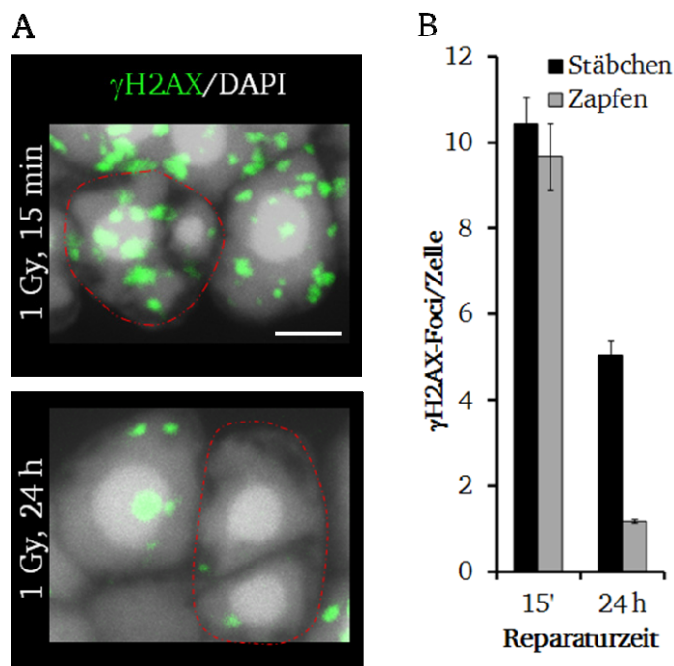 A
γH2AX/DAPI
1 Gy, 15 min
1 Gy, 24 h
B
Stäbchen
Zapfen
γH2AX-Foci/Zelle
12
10
8
6
4
2
0
15' 24 h
Reparaturzeit